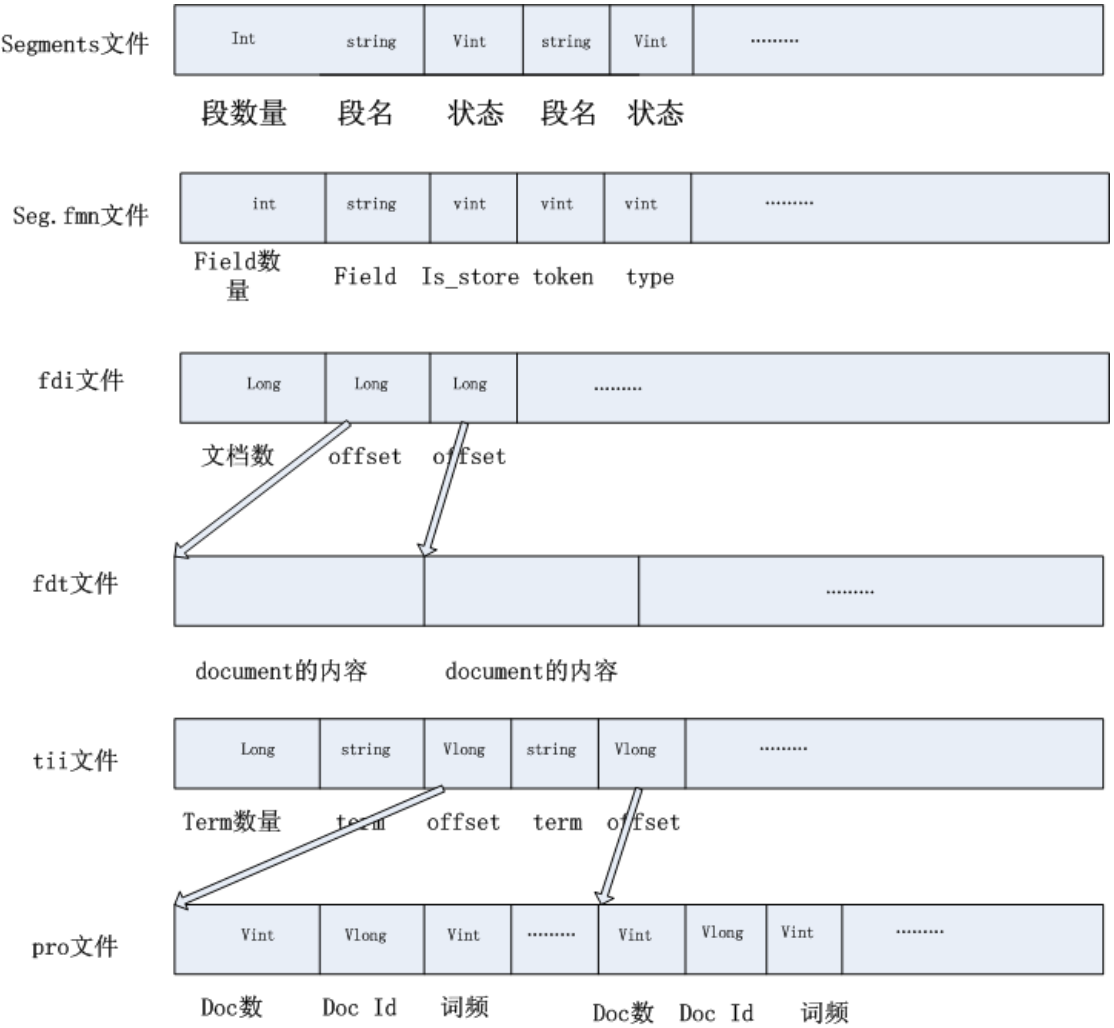 Segments文件 Int string Vint string Vint ………
段数量 段名 状态 段名 状态
Seg.fmn文件 int string vint vint vint ………
Field数
量
Field Is_store token type
fdi文件 Long Long Long ………
文档数 offset offset
fdt文件 ………
document的内容 document的内容
tii文件 Long string Vlong string Vlong ………
Term数量 term offset term offset
pro文件 Vint Vlong Vint ……… Vint Vlong Vint ………
Doc数 Doc Id 词频 Doc数 Doc Id 词频